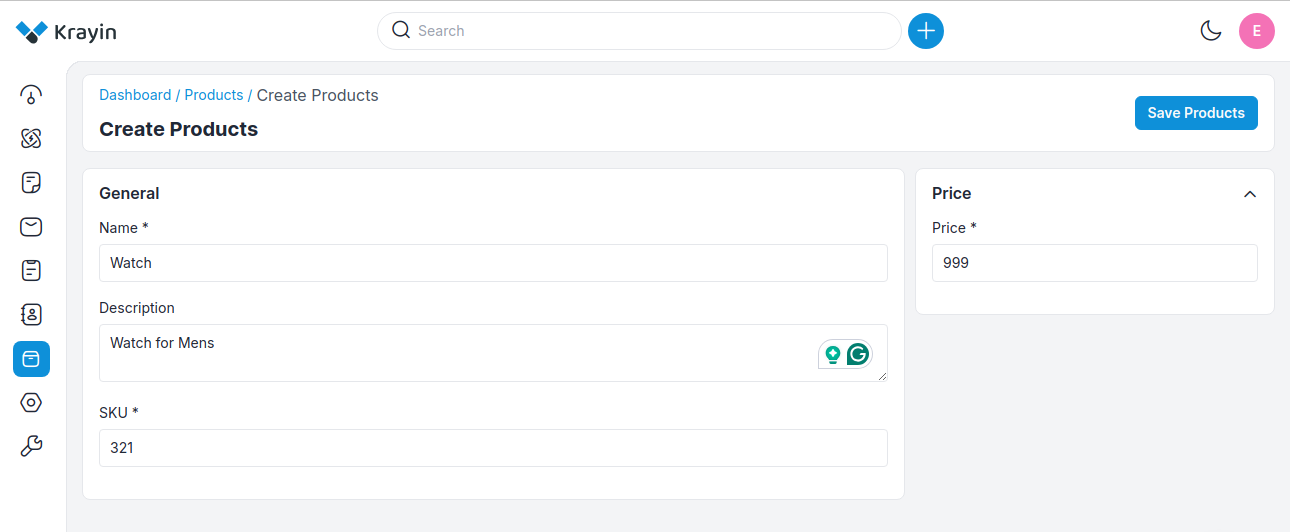 Krayin
Search
E
Dashboard / Products / Create Products
Create Products
Save Products
General
Name *
Watch
Description
Watch for Mens
SKU *
321
Price
Price *
999